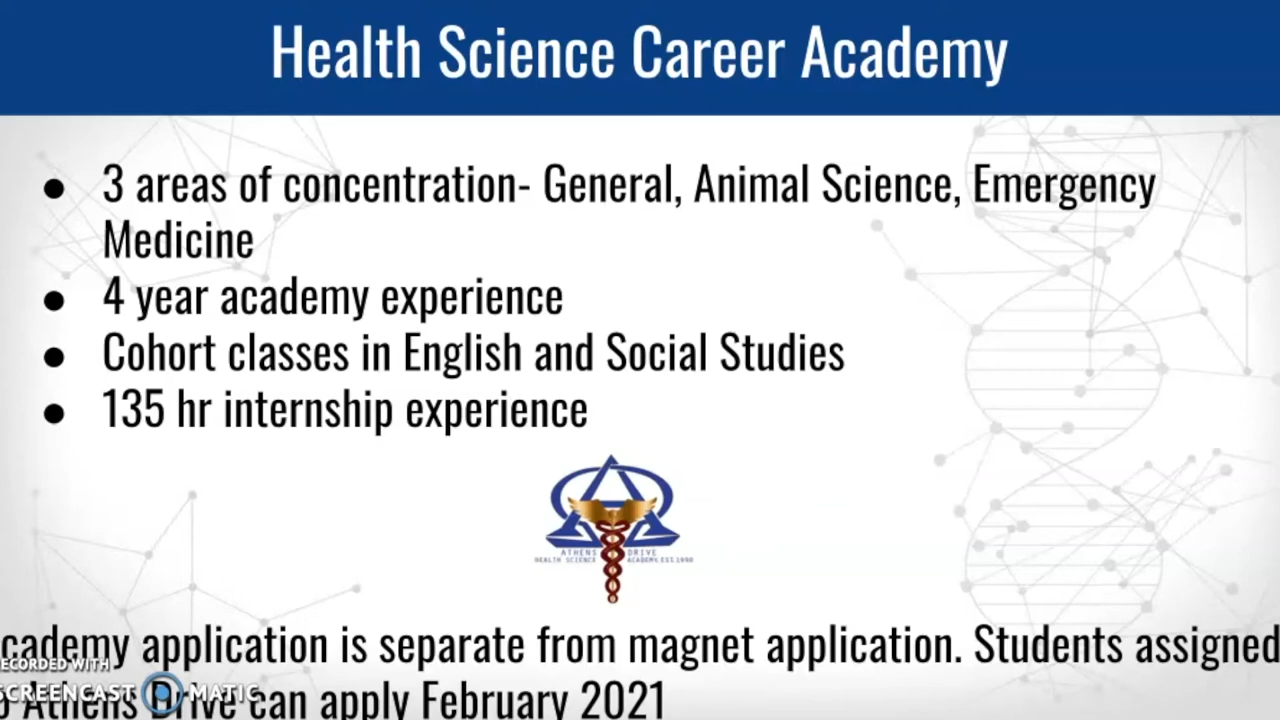 Health Science Career Academy
● 3 areas of concentration- General, Animal Science, Emergency
Medicine
● 4 year academy experience
● Cohort classes in English and Social Studies
● 135 hr internship experience
ATHENS DRIVE
HEALTH SCIENCE ACADEMY, EST.1990
cademy application is separate from magnet application. Students assigned
ECORDED WITH
o Athens Drive can apply February 2021
SCREENCAST MATIC